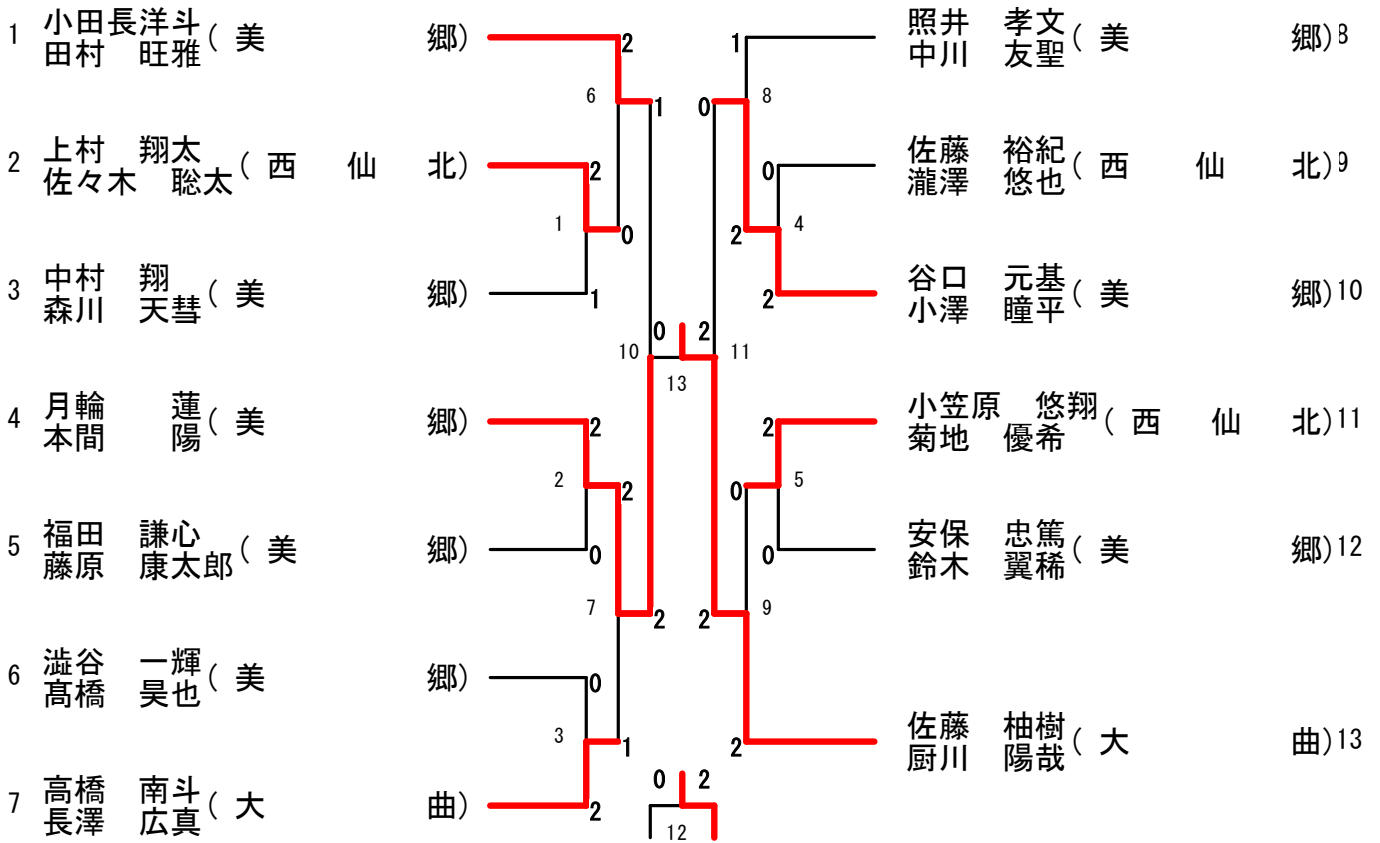 1 小田長洋斗 田村　旺雅 (美　郷)
2 上村　翔太 佐々木　聡太 (西　仙　北)
3 中村　翔 森川　天彗 (美　郷)
4 月輪　蓮 本間　陽 (美　郷)
5 福田　謙心 藤原　康太郎 (美　郷)
6 澁谷　一輝 髙橋　昊也 (美　郷)
7 高橋　南斗 長澤　広真 (大　曲)
2
6
1
2
1
0
1
0 2
10
13
11
2
2
2
0
7
2
0
3
1
2
0 2
12
1
8
0
0
4
2
2
2
5
0
0
9
2
2
照井　孝文 中川　友聖 (美　郷) 8
佐藤　裕紀 瀧澤　悠也 (西　仙　北) 9
谷口　元基 小澤　瞳平 (美　郷) 10
小笠原　悠翔 菊地　優希 (西　仙　北) 11
安保　忠篤 鈴木　翼稀 (美　郷) 12
佐藤　柚樹 厨川　陽哉 (大　曲) 13